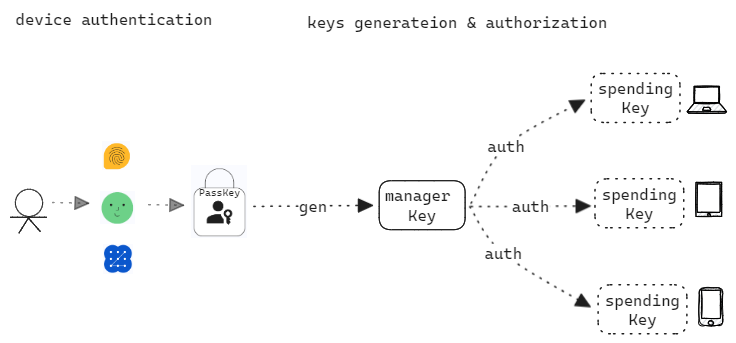 device authentication
keys generateion & authorization
spending
Key
auth
PassKey
gen
manager
Key
auth
spending
Key
auth
spending
Key